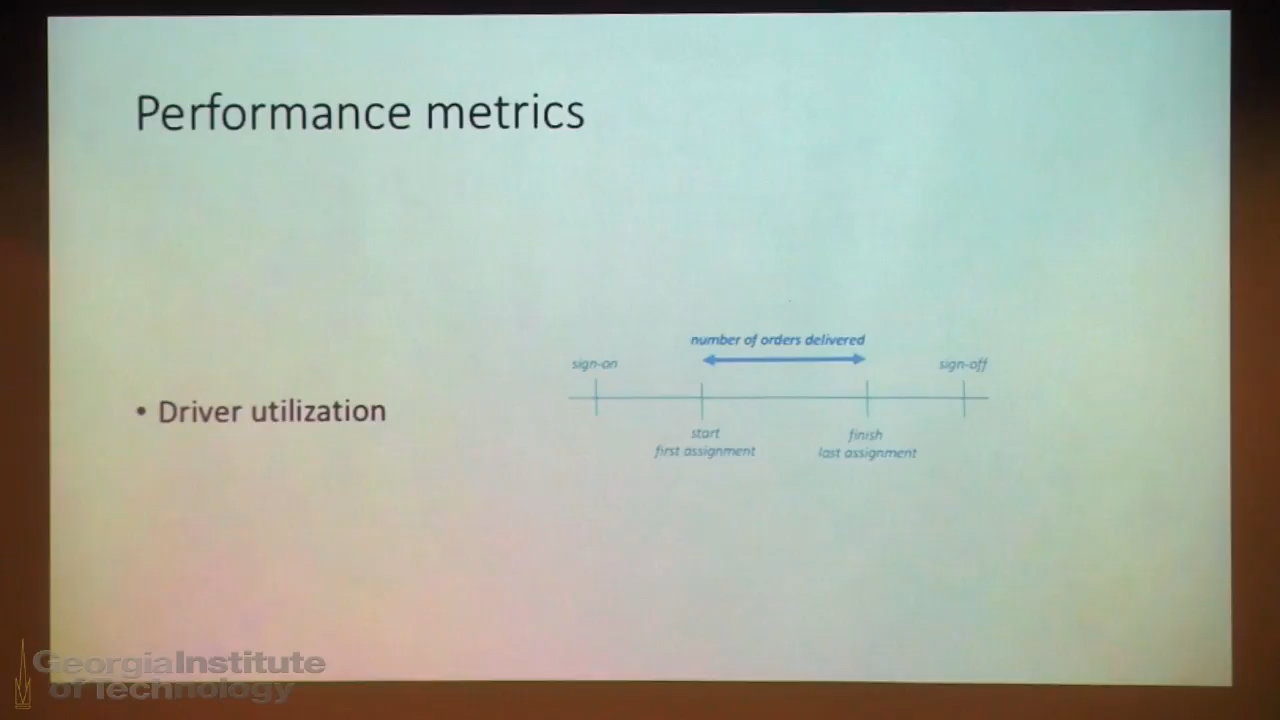 Performance metrics
number of orders delivered
sign-on
sign-off
• Driver utilization
start
first assignment
finish
last assignment
Georgia Institute
of Technology